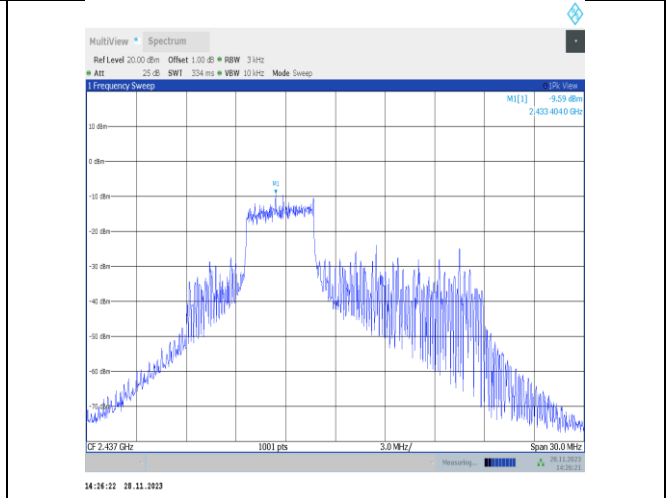 MultiView Spectrum
Ref Level 20.00 dBm Offset 1.00 dB RBW 3 kHz
Att 25 dB SWT 334 ms VBW 10 kHz Mode Sweep
1 Frequency Sweep 1Pk View
M1[1] -9.59 dBm
2.4334040 GHz
10 dBm
0 dBm
M1
-10 dBm
-20 dBm
-30 dBm
-40 dBm
-50 dBm
-60 dBm
CF 2.437 GHz 1001 pts 3.0 MHz/ Span 30.0 MHz
Measuring... 28.11.2023
14:26:21
14:26:22 28.11.2023